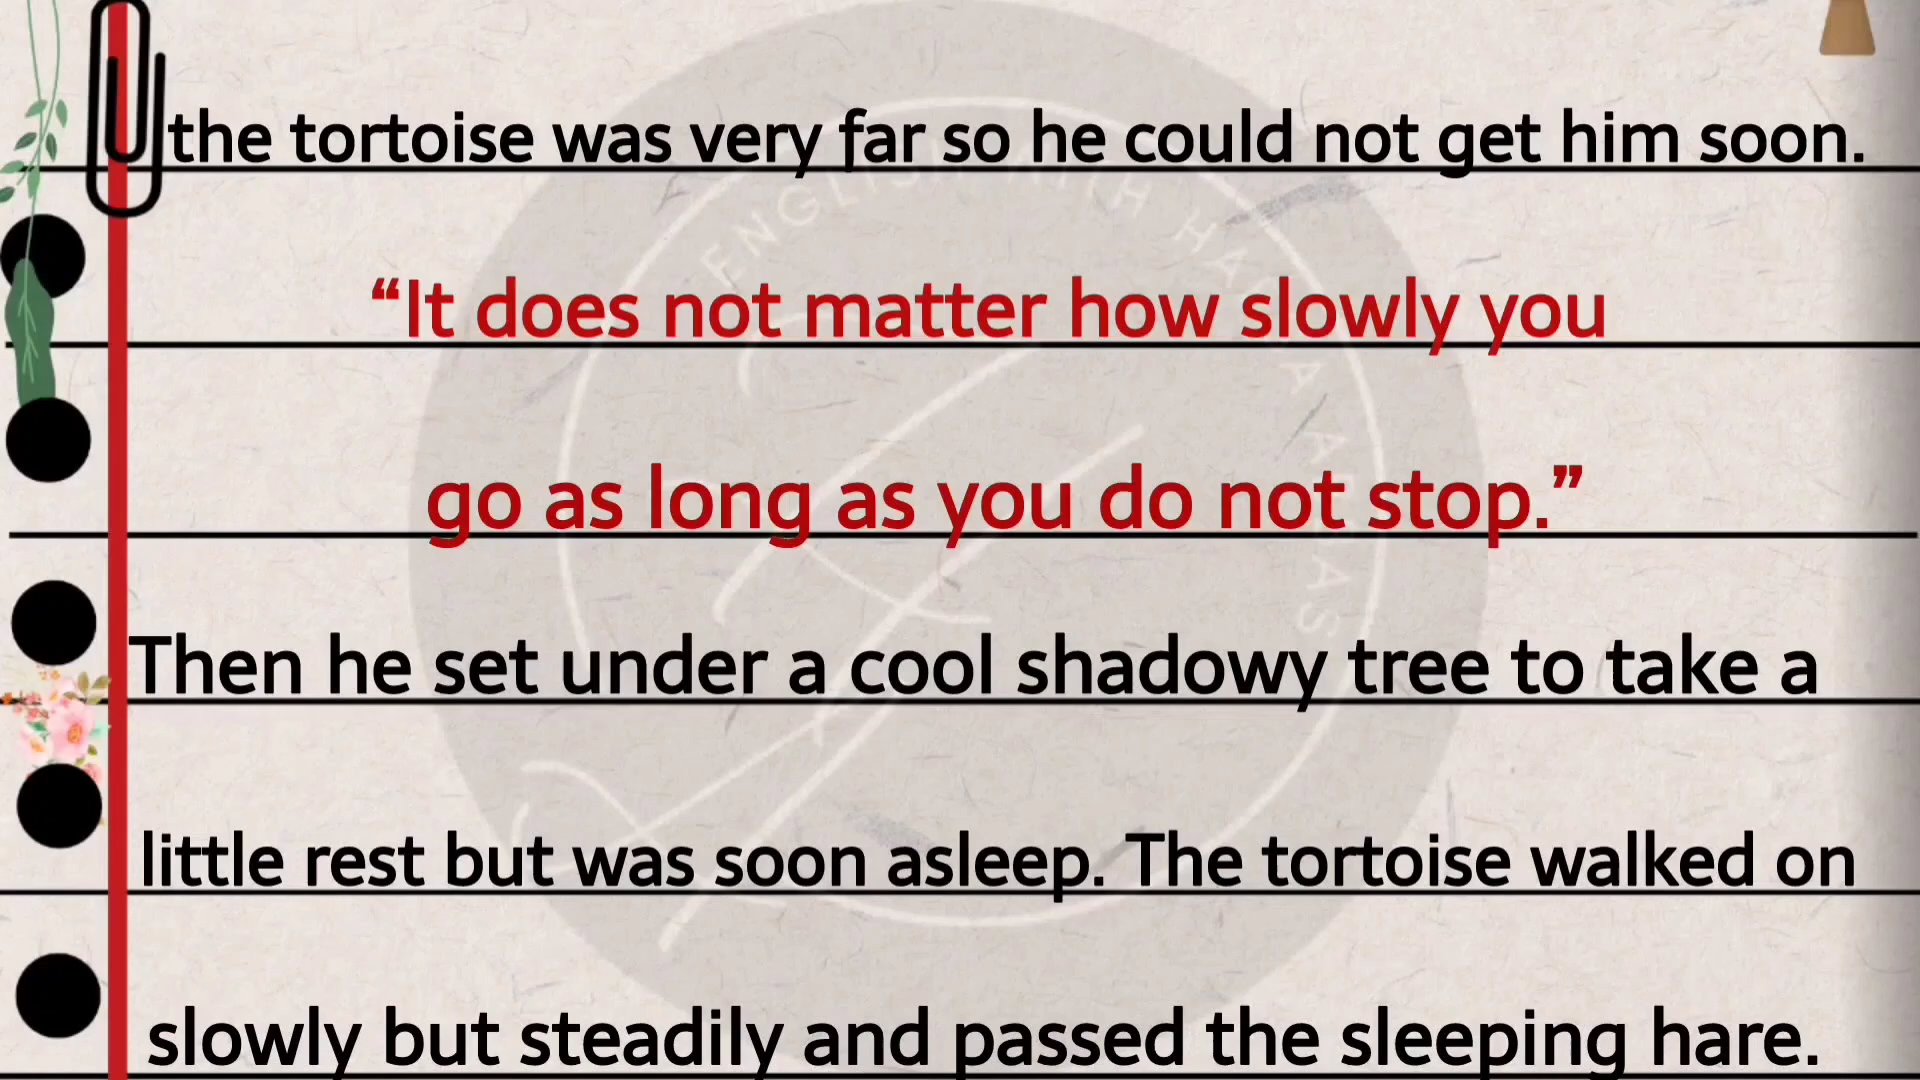 the tortoise was very far so he could not get him soon.
“It does not matter how slowly you
go as long as you do not stop.”
Then he set under a cool shadowy tree to take a
little rest but was soon asleep. The tortoise walked on
slowly but steadily and passed the sleeping hare.
ENGLISH WITH